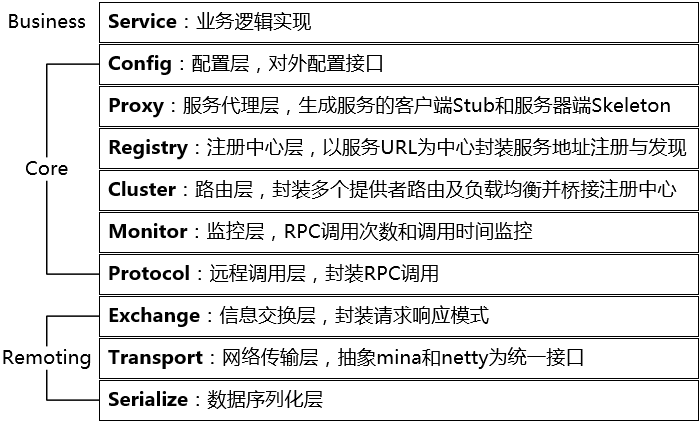 Business
Service：业务逻辑实现
Config：配置层，对外配置接口
Proxy：服务代理层，生成服务的客户端Stub和服务器端Skeleton
Registry：注册中心层，以服务URL为中心封装服务地址注册与发现
Core
Cluster：路由层，封装多个提供者路由及负载均衡并桥接注册中心
Monitor：监控层，RPC调用次数和调用时间监控
Protocol：远程调用层，封装RPC调用
Exchange：信息交换层，封装请求响应模式
Remoting
Transport：网络传输层，抽象mina和netty为统一接口
Serialize：数据序列化层